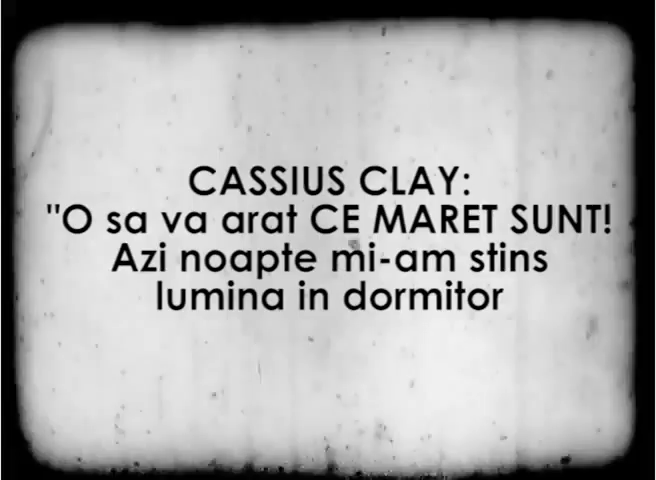 CASSIUS CLAY:
"O sa va arat CE MARET SUNT!
Azi noapte mi-am stins
lumina in dormitor